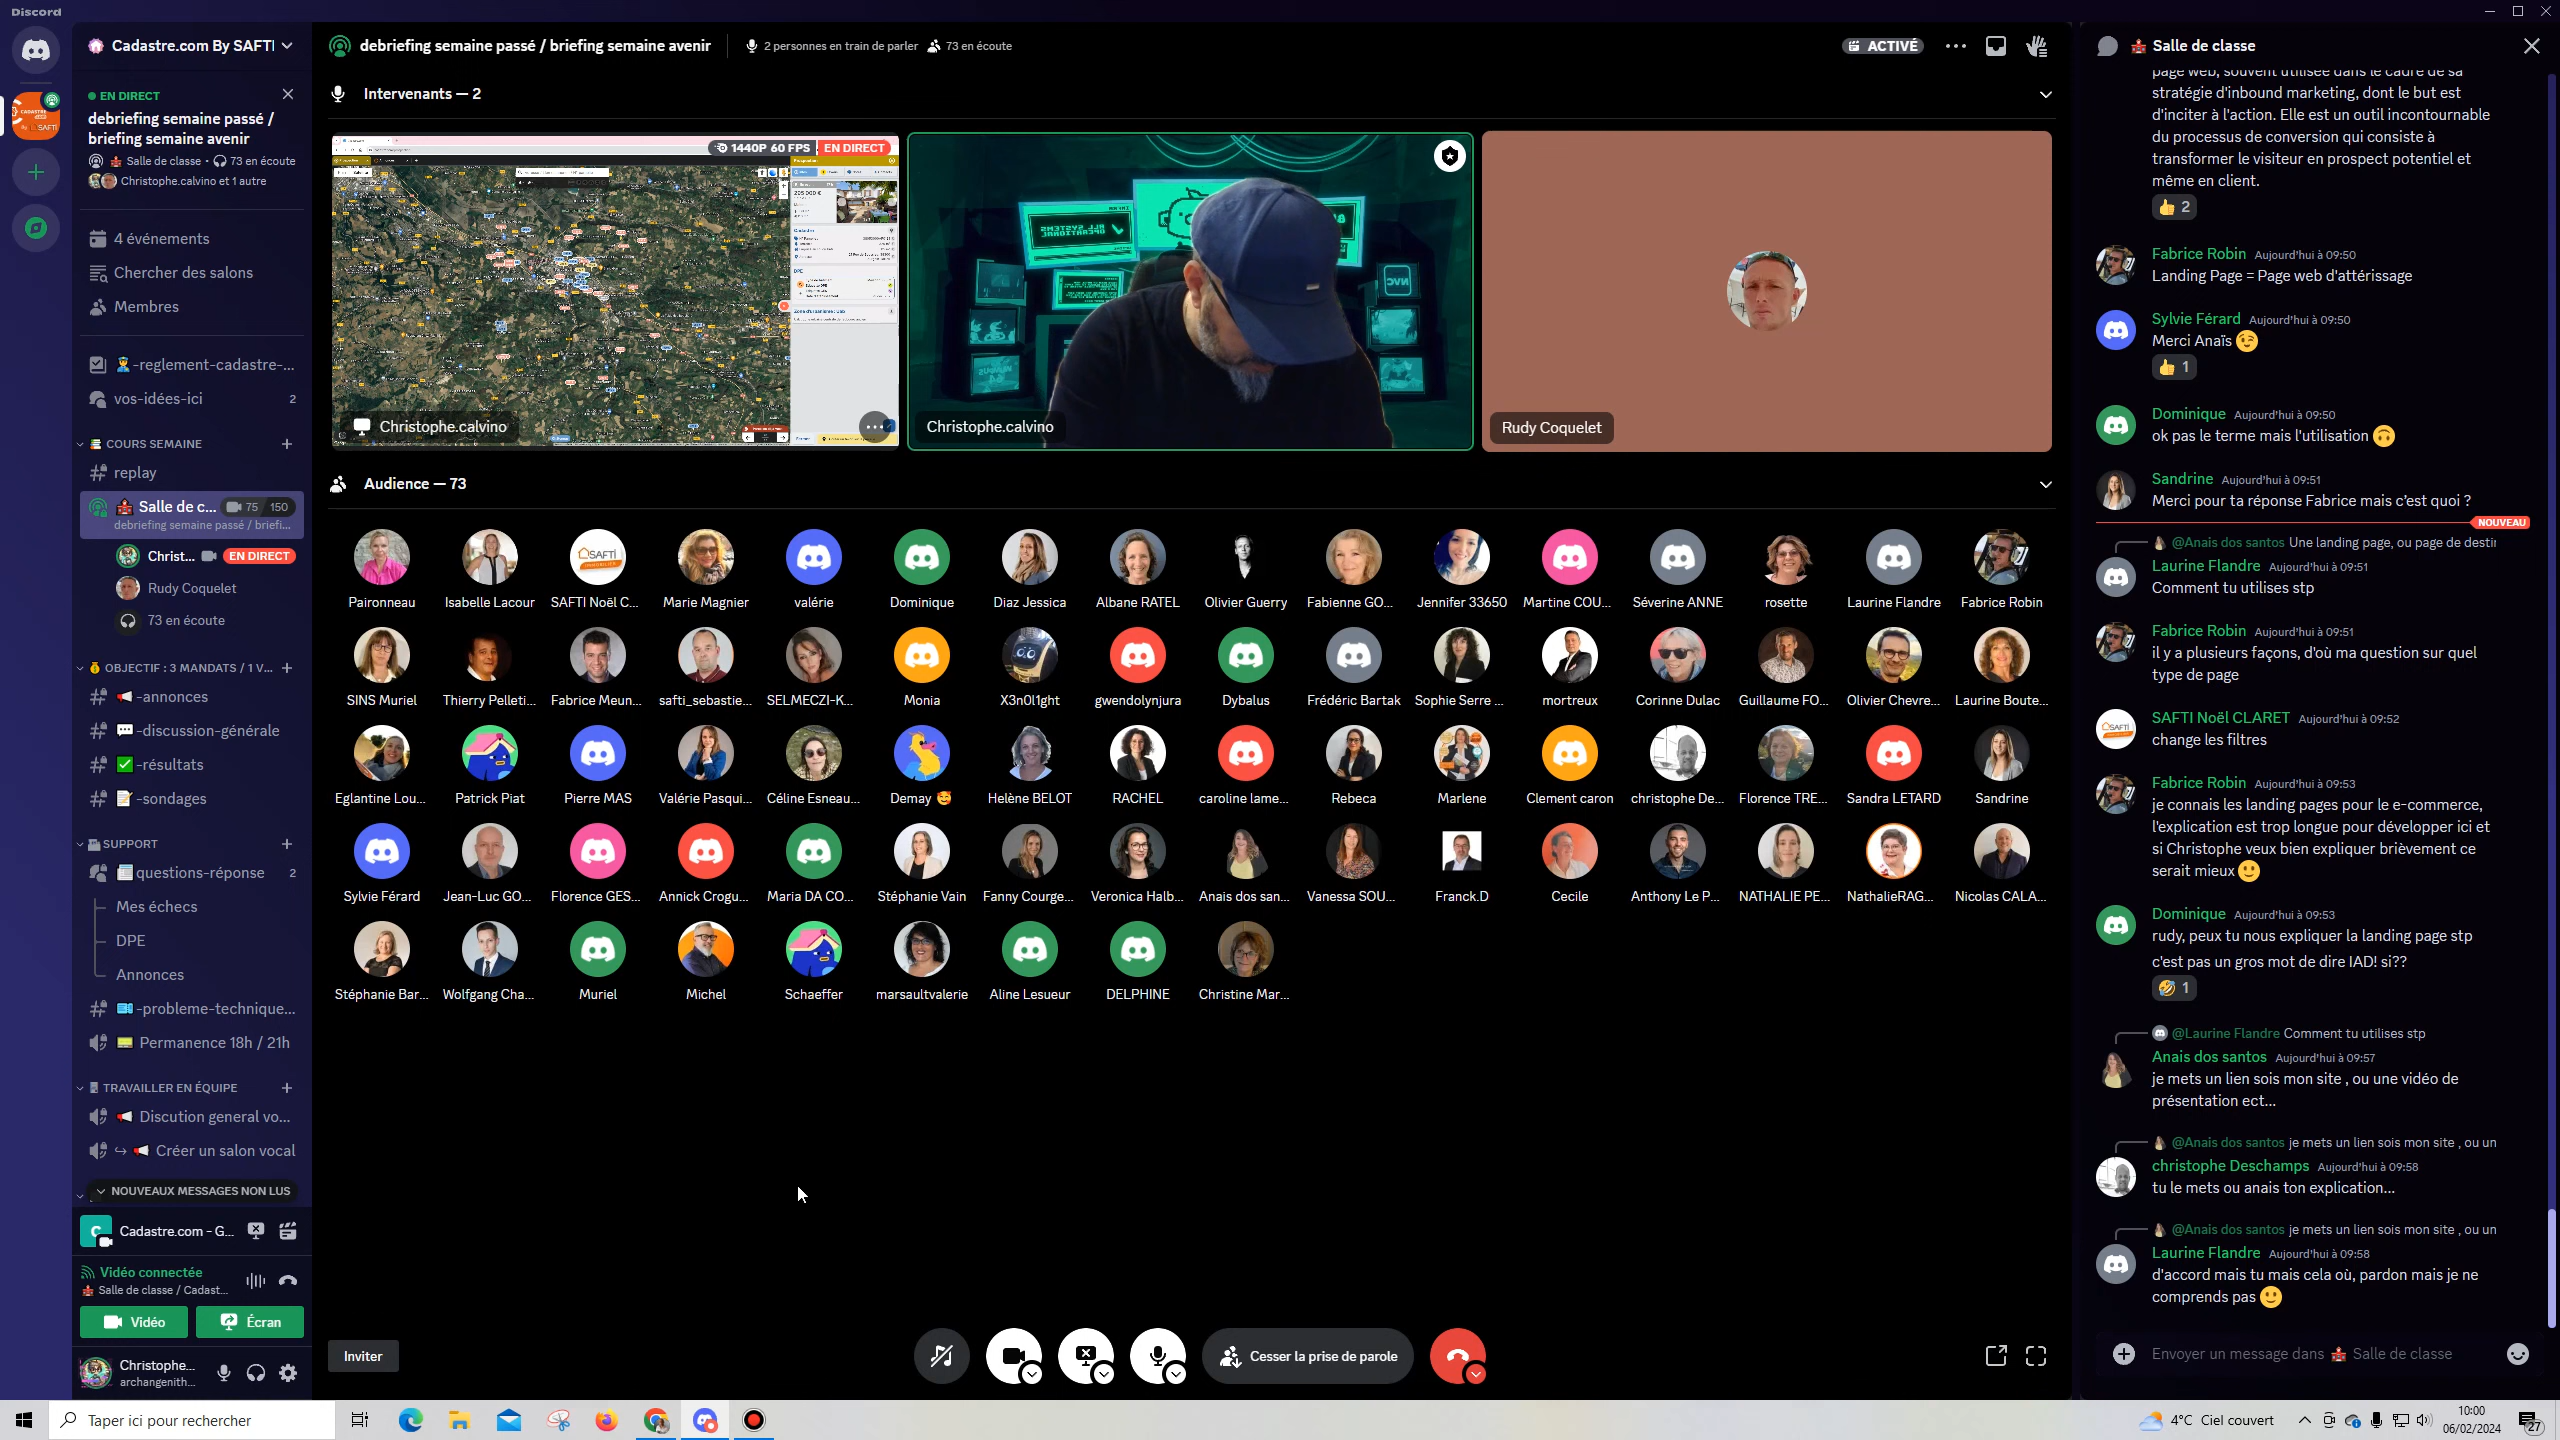 Discord
Cadastre.com By SAFTI
EN DIRECT
debriefing semaine passé /
briefing semaine avenir
Salle de classe • 73 en écoute
Christophe.calvino et 1 autre
4 événements
Chercher des salons
Membres
-reglement-cadastre-...
vos-idées-ici 2
COURS SEMAINE
replay
Salle de c... 75 150
debriefing semaine passé / briefi...
Christ... EN DIRECT
Rudy Coquelet
73 en écoute
OBJECTIF : 3 MANDATS / 1 V...
-annonces
-discussion-générale
-résultats
-sondages
SUPPORT
questions-réponse 2
Mes échecs
DPE
Annonces
-probleme-technique...
Permanence 18h / 21h
TRAVAILLER EN ÉQUIPE
Discution general vo...
Créer un salon vocal
NOUVEAUX MESSAGES NON LUS
Cadastre.com - G...
Vidéo connectée
Salle de classe / Cadast...
Vidéo Écran
Christophe...
archangenith...
debriefing semaine passé / briefing semaine avenir 2 personnes en train de parler 73 en écoute
ACTIVÉ
Intervenants — 2
1440P 60 FPS EN DIRECT
Christophe.calvino
Christophe.calvino
Rudy Coquelet
Audience — 73
Paironneau Isabelle Lacour SAFTI Noël C... Marie Magnier valérie Dominique Diaz Jessica Albane RATEL Olivier Guerry Fabienne GO... Jennifer 33650 Martine COU... Séverine ANNE rosette Laurine Flandre Fabrice Robin
SINS Muriel Thierry Pelleti... Fabrice Meun... safti_sebastie... SELMECZI-K... Monia X3n0l1ght gwendolynjura Dybalus Frédéric Bartak Sophie Serre ... mortreux Corinne Dulac Guillaume FO... Olivier Chevre... Laurine Boute...
Eglantine Lou... Patrick Piat Pierre MAS Valérie Pasqui... Céline Esneau... Demay Helène BELOT RACHEL caroline lame... Rebeca Marlene Clement caron christophe De... Florence TRE... Sandra LETARD Sandrine
Sylvie Férard Jean-Luc GO... Florence GES... Annick Crogu... Maria DA CO... Stéphanie Vain Fanny Courge... Veronica Halb... Anais dos san... Vanessa SOU... Franck.D Cecile Anthony Le P... NATHALIE PE... NathalieRAG... Nicolas CALA...
Stéphanie Bar... Wolfgang Cha... Muriel Michel Schaeffer marsaultvalerie Aline Lesueur DELPHINE Christine Mar...
Inviter
Cesser la prise de parole
Salle de classe
page web, souvent utilisée dans le cadre de sa
stratégie d'inbound marketing, dont le but est
d'inciter à l'action. Elle est un outil incontournable
du processus de conversion qui consiste à
transformer le visiteur en prospect potentiel et
même en client.
2
Fabrice Robin Aujourd'hui à 09:50
Landing Page = Page web d'attérissage
Sylvie Férard Aujourd'hui à 09:50
Merci Anaïs
1
Dominique Aujourd'hui à 09:50
ok pas le terme mais l'utilisation
Sandrine Aujourd'hui à 09:51
Merci pour ta réponse Fabrice mais c'est quoi ?
NOUVEAU
@Anais dos santos Une landing page, ou page de destin
Laurine Flandre Aujourd'hui à 09:51
Comment tu utilises stp
Fabrice Robin Aujourd'hui à 09:51
il y a plusieurs façons, d'où ma question sur quel
type de page
SAFTI Noël CLARET Aujourd'hui à 09:52
change les filtres
Fabrice Robin Aujourd'hui à 09:53
je connais les landing pages pour le e-commerce,
l'explication est trop longue pour développer ici et
si Christophe veux bien expliquer brièvement ce
serait mieux
Dominique Aujourd'hui à 09:53
rudy, peux tu nous expliquer la landing page stp
c'est pas un gros mot de dire IAD! si??
1
@Laurine Flandre Comment tu utilises stp
Anais dos santos Aujourd'hui à 09:57
je mets un lien sois mon site , ou une vidéo de
présentation ect...
@Anais dos santos je mets un lien sois mon site , ou un
christophe Deschamps Aujourd'hui à 09:58
tu le mets ou anais ton explication...
@Anais dos santos je mets un lien sois mon site , ou un
Laurine Flandre Aujourd'hui à 09:58
d'accord mais tu mais cela où, pardon mais je ne
comprends pas
Envoyer un message dans Salle de classe
Taper ici pour rechercher
4°C Ciel couvert
10:00
06/02/2024
27